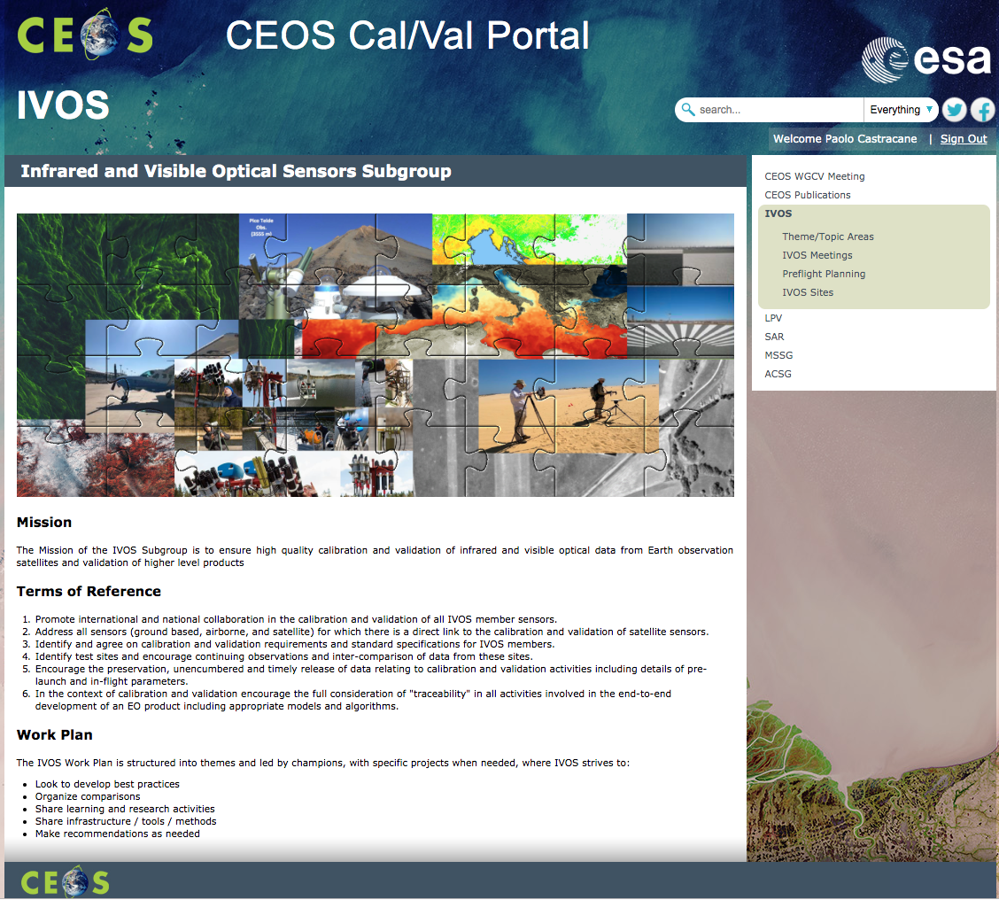 CEOS
CEOS Cal/Val Portal
esa
IVOS
search...
Everything
Welcome Paolo Castracane | Sign Out
Infrared and Visible Optical Sensors Subgroup
CEOS WGCV Meeting
CEOS Publications
IVOS
Theme/Topic Areas
IVOS Meetings
Preflight Planning
IVOS Sites
LPV
SAR
MSSG
ACSG
Pico Teide
Obs.
(3555 m)
Mission
The Mission of the IVOS Subgroup is to ensure high quality calibration and validation of infrared and visible optical data from Earth observation
satellites and validation of higher level products
Terms of Reference
1. Promote international and national collaboration in the calibration and validation of all IVOS member sensors.
2. Address all sensors (ground based, airborne, and satellite) for which there is a direct link to the calibration and validation of satellite sensors.
3. Identify and agree on calibration and validation requirements and standard specifications for IVOS members.
4. Identify test sites and encourage continuing observations and inter-comparison of data from these sites.
5. Encourage the preservation, unencumbered and timely release of data relating to calibration and validation activities including details of pre-
launch and in-flight parameters.
6. In the context of calibration and validation encourage the full consideration of "traceability" in all activities involved in the end-to-end
development of an EO product including appropriate models and algorithms.
Work Plan
The IVOS Work Plan is structured into themes and led by champions, with specific projects when needed, where IVOS strives to:
• Look to develop best practices
• Organize comparisons
• Share learning and research activities
• Share infrastructure / tools / methods
• Make recommendations as needed
CEOS